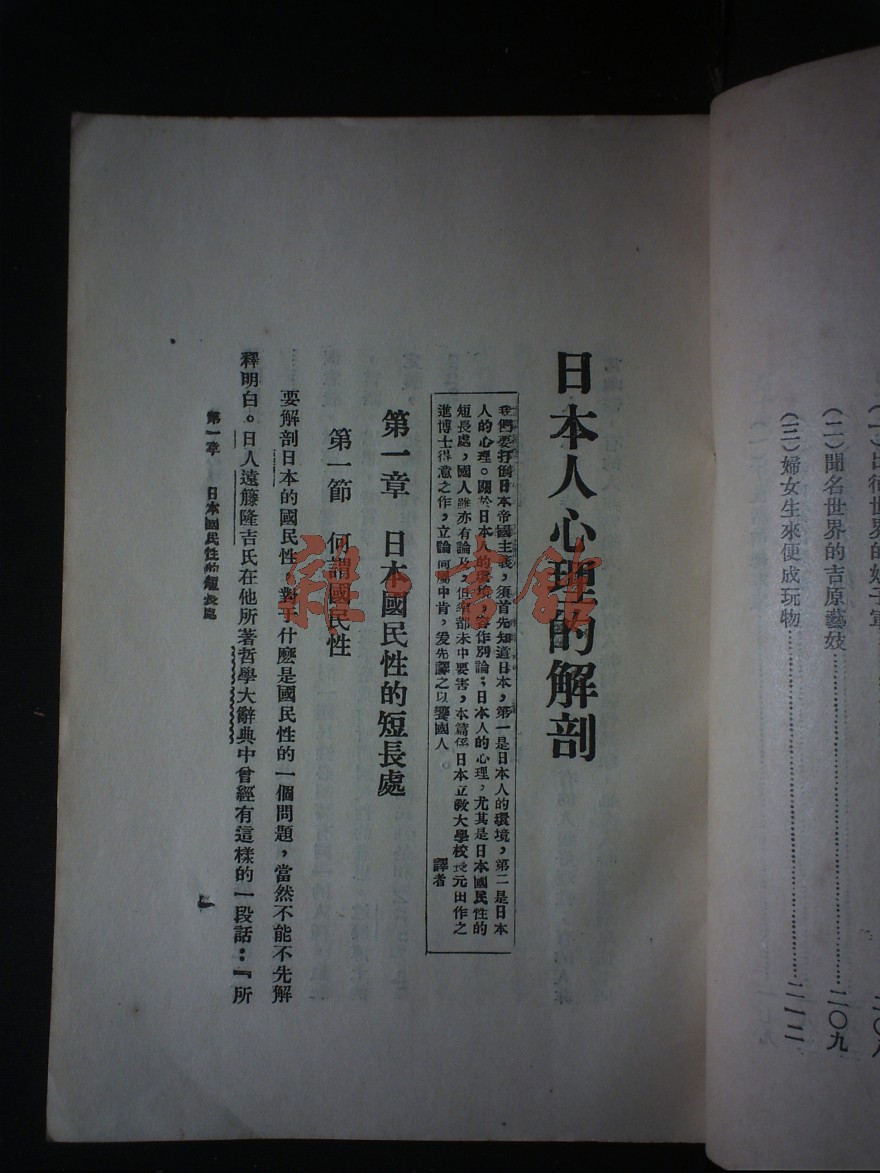 (二)聞名世界的吉原藝妓……二〇九
(三)婦女生來便成玩物……二一二
日本人心理的解剖
我們要打倒日本帝國主義，須首先知道日本，第一是日本人的環境，第二是日本
人的心理。關於日本人的環境，容作別論；日本人的心理，尤其是日本國民性的
短長處，國人雖亦有論及，但率都未中要害，本篇係日本立敎大學校長元田作之
進博士得意之作，立論尚屬中肯，爰先譯之以饗國人。
譯者
第一章　日本國民性的短長處
第一節　何謂國民性
要解剖日本的國民性，對于什麽是國民性的一個問題，當然不能不先解
釋明白。日人遠籐隆吉氏在他所著哲學大辭典中曾經有這樣的一段話：『所
第一章　日本國民性的短長處
一
雜·書館